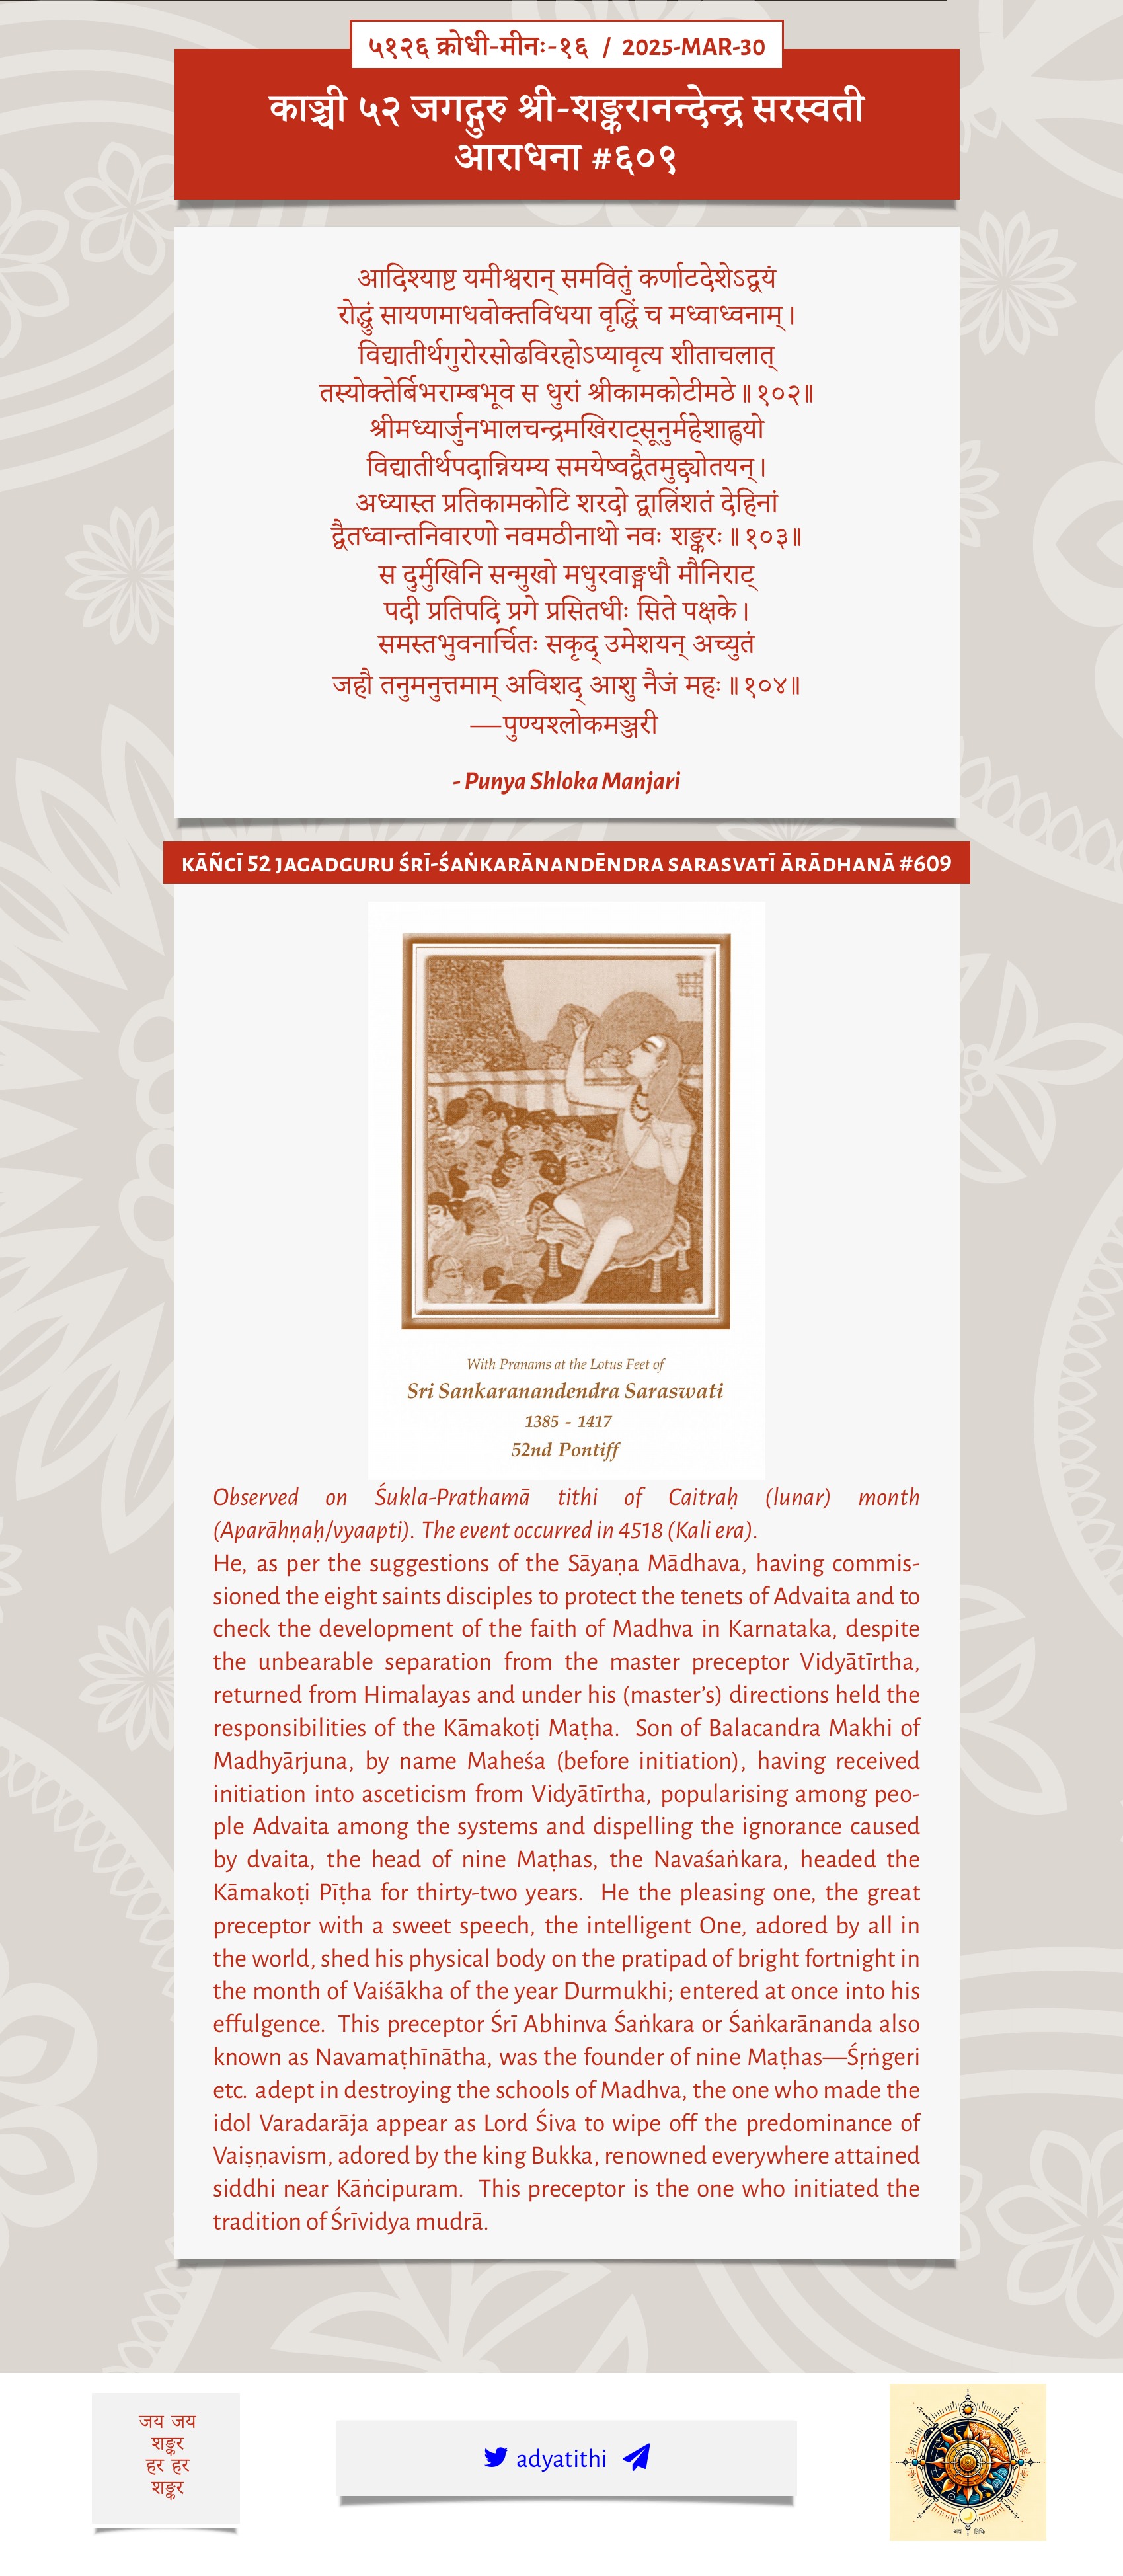 ५१२६ क्रोधी-मीनः-१६ / 2025-MAR-30
काञ्ची ५२ जगद्गुरु श्री-शङ्करानन्देन्द्र सरस्वती
आराधना #६०९
आदिश्याष्ट यमीश्वरान् समवितुं कर्णाटदेशेऽद्वयं
रोद्धुं सायणमाधवोक्तविधया वृद्धिं च मध्वाध्वनाम्।
विद्यातीर्थगुरोरसोढविरहोऽप्यावृत्य शीताचलात्
तस्योक्तेर्बिभराम्बभूव स धुरां श्रीकामकोटीमठे॥१०२॥
श्रीमध्यार्जुनभालचन्द्रमखिराट्सूनुर्महेशाह्वयो
विद्यातीर्थपदान्नियम्य समयेष्वद्वैतमुद्द्योतयन्।
अध्यास्त प्रतिकामकोटि शरदो द्वात्रिंशतं देहिनां
द्वैतध्वान्तनिवारणो नवमठीनाथो नवः शङ्करः॥१०३॥
स दुर्मुखिनि सन्मुखो मधुरवाङ्मधौ मौनिराट्
पदी प्रतिपदि प्रगे प्रसितधीः सिते पक्षके।
समस्तभुवनार्चितः सकृद् उमेशयन् अच्युतं
जहौ तनुमनुत्तमाम् अविशद् आशु नैजं महः॥१०४॥
—पुण्यश्लोकमञ्जरी
- Punya Shloka Manjari
KĀÑCĪ 52 JAGADGURU ŚRĪ-ŚAṄKARĀNANDĒNDRA SARASVATĪ ĀRĀDHANĀ #609
With Pranams at the Lotus Feet of
Sri Sankaranandendra Saraswati
1385 - 1417
52nd Pontiff
Observed on Śukla-Prathamā tithi of Caitraḥ (lunar) month
(Aparāhṇaḥ/vyaapti). The event occurred in 4518 (Kali era).
He, as per the suggestions of the Sāyaṇa Mādhava, having commis-
sioned the eight saints disciples to protect the tenets of Advaita and to
check the development of the faith of Madhva in Karnataka, despite
the unbearable separation from the master preceptor Vidyātīrtha,
returned from Himalayas and under his (master’s) directions held the
responsibilities of the Kāmakoṭi Maṭha. Son of Balacandra Makhi of
Madhyārjuna, by name Maheśa (before initiation), having received
initiation into asceticism from Vidyātīrtha, popularising among peo-
ple Advaita among the systems and dispelling the ignorance caused
by dvaita, the head of nine Maṭhas, the Navaśaṅkara, headed the
Kāmakoṭi Pīṭha for thirty-two years. He the pleasing one, the great
preceptor with a sweet speech, the intelligent One, adored by all in
the world, shed his physical body on the pratipad of bright fortnight in
the month of Vaiśākha of the year Durmukhi; entered at once into his
effulgence. This preceptor Śrī Abhinva Śaṅkara or Śaṅkarānanda also
known as Navamaṭhīnātha, was the founder of nine Maṭhas—Śṛṅgeri
etc. adept in destroying the schools of Madhva, the one who made the
idol Varadarāja appear as Lord Śiva to wipe off the predominance of
Vaiṣṇavism, adored by the king Bukka, renowned everywhere attained
siddhi near Kāṅcipuram. This preceptor is the one who initiated the
tradition of Śrīvidya mudrā.
जय जय
शङ्कर
हर हर
शङ्कर
adyatithi